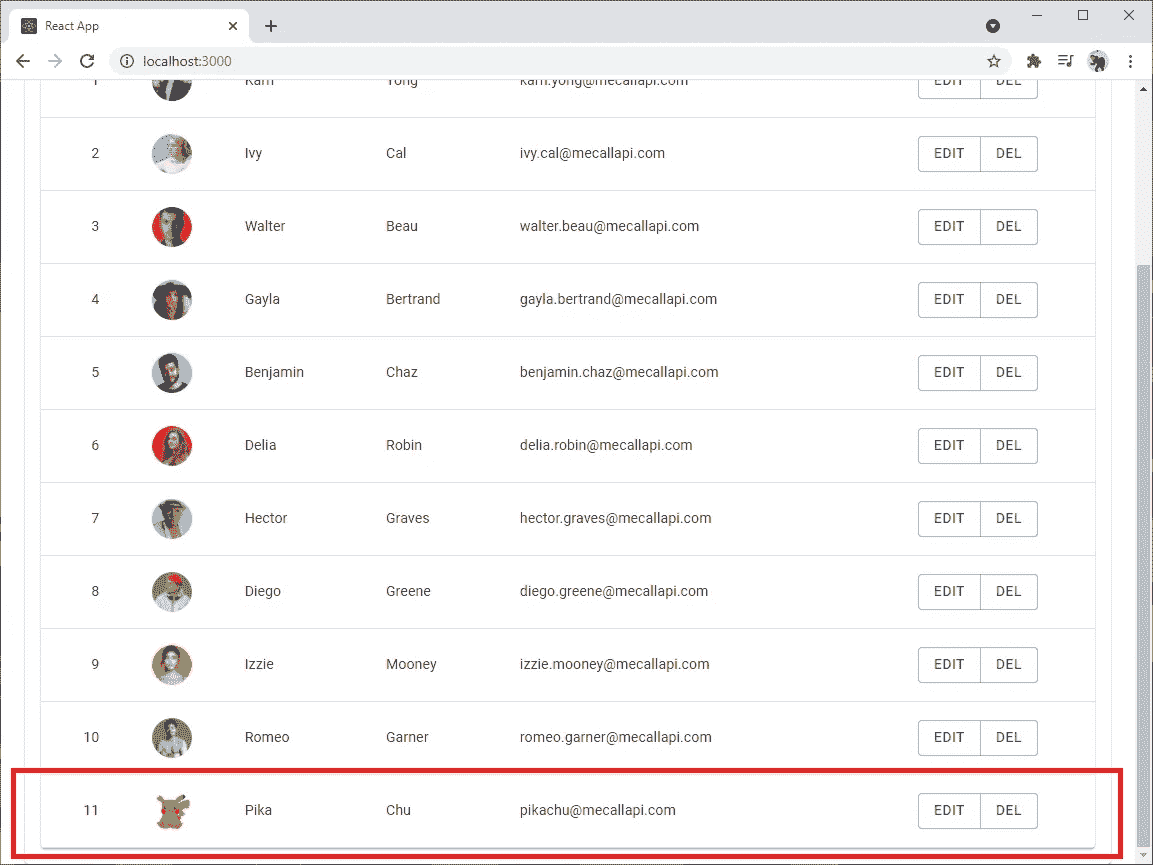 React App
localhost:3000
1 Kam Yong kam.yong@mecallapi.com EDIT DEL
2 Ivy Cal ivy.cal@mecallapi.com EDIT DEL
3 Walter Beau walter.beau@mecallapi.com EDIT DEL
4 Gayla Bertrand gayla.bertrand@mecallapi.com EDIT DEL
5 Benjamin Chaz benjamin.chaz@mecallapi.com EDIT DEL
6 Delia Robin delia.robin@mecallapi.com EDIT DEL
7 Hector Graves hector.graves@mecallapi.com EDIT DEL
8 Diego Greene diego.greene@mecallapi.com EDIT DEL
9 Izzie Mooney izzie.mooney@mecallapi.com EDIT DEL
10 Romeo Garner romeo.garner@mecallapi.com EDIT DEL
11 Pika Chu pikachu@mecallapi.com EDIT DEL